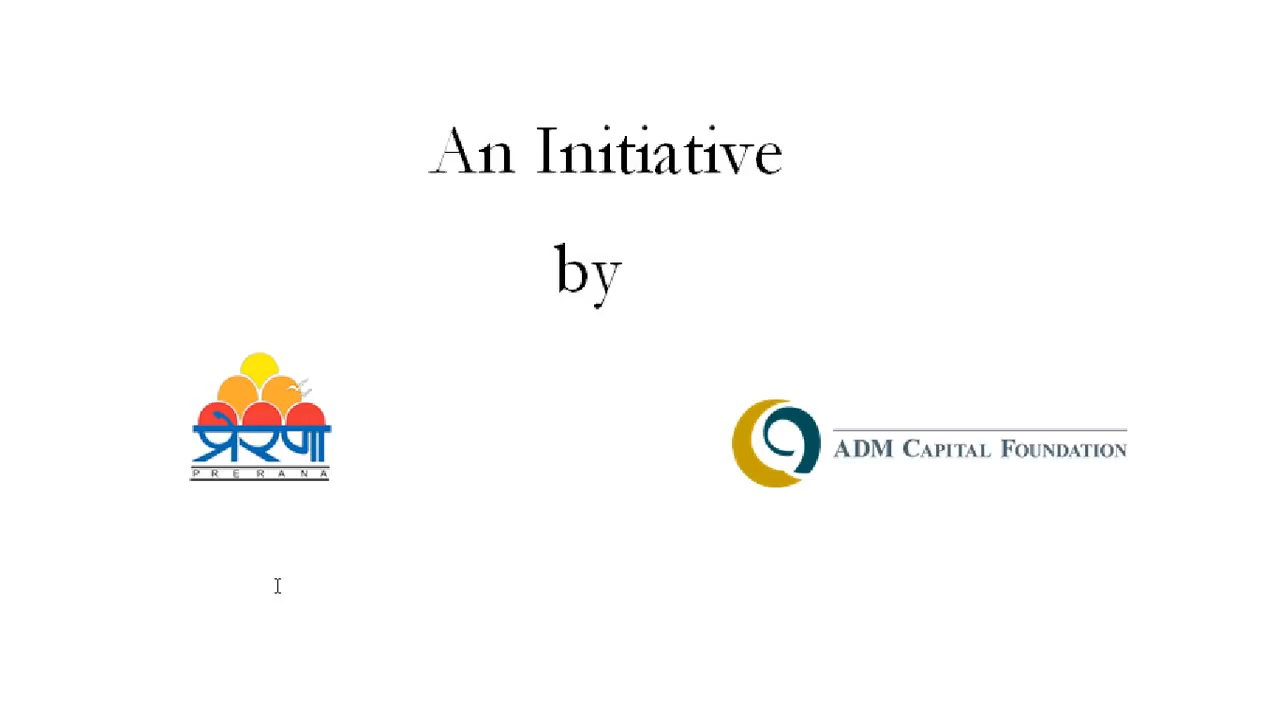 An Initiative
by
प्रेरणा
PRERANA
ADM CAPITAL FOUNDATION